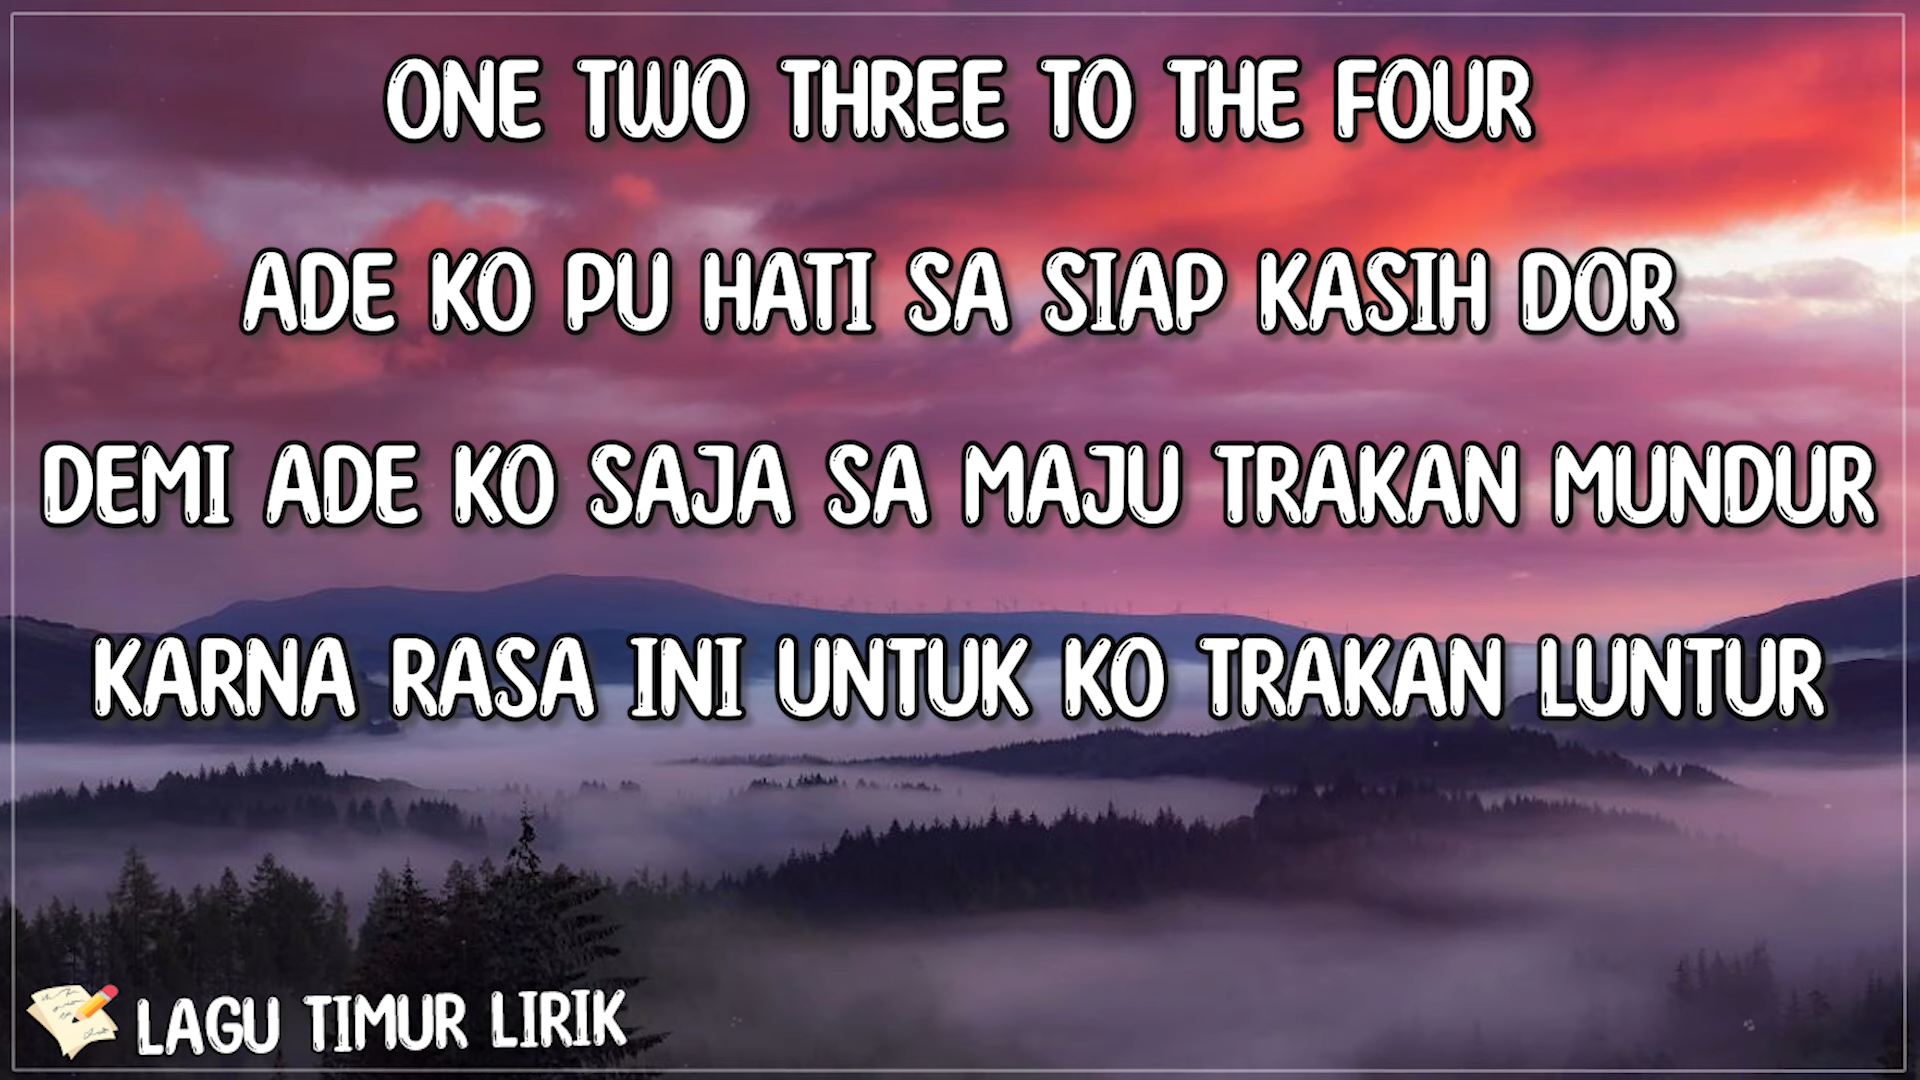 ONE TWO THREE TO THE FOUR
ADE KO PU HATI SA SIAP KASIH DOR
DEMI ADE KO SAJA SA MAJU TRAKAN MUNDUR
KARNA RASA INI UNTUK KO TRAKAN LUNTUR
LAGU TIMUR LIRIK